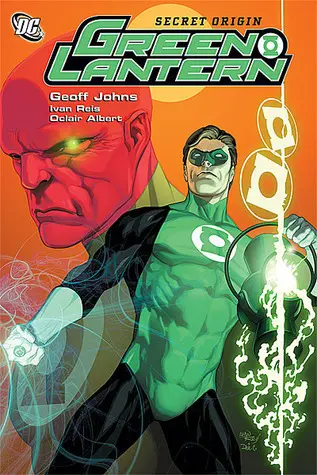 DC
SECRET ORIGIN
GREEN
LANTERN
Geoff Johns
Ivan Reis
Oclair Albert